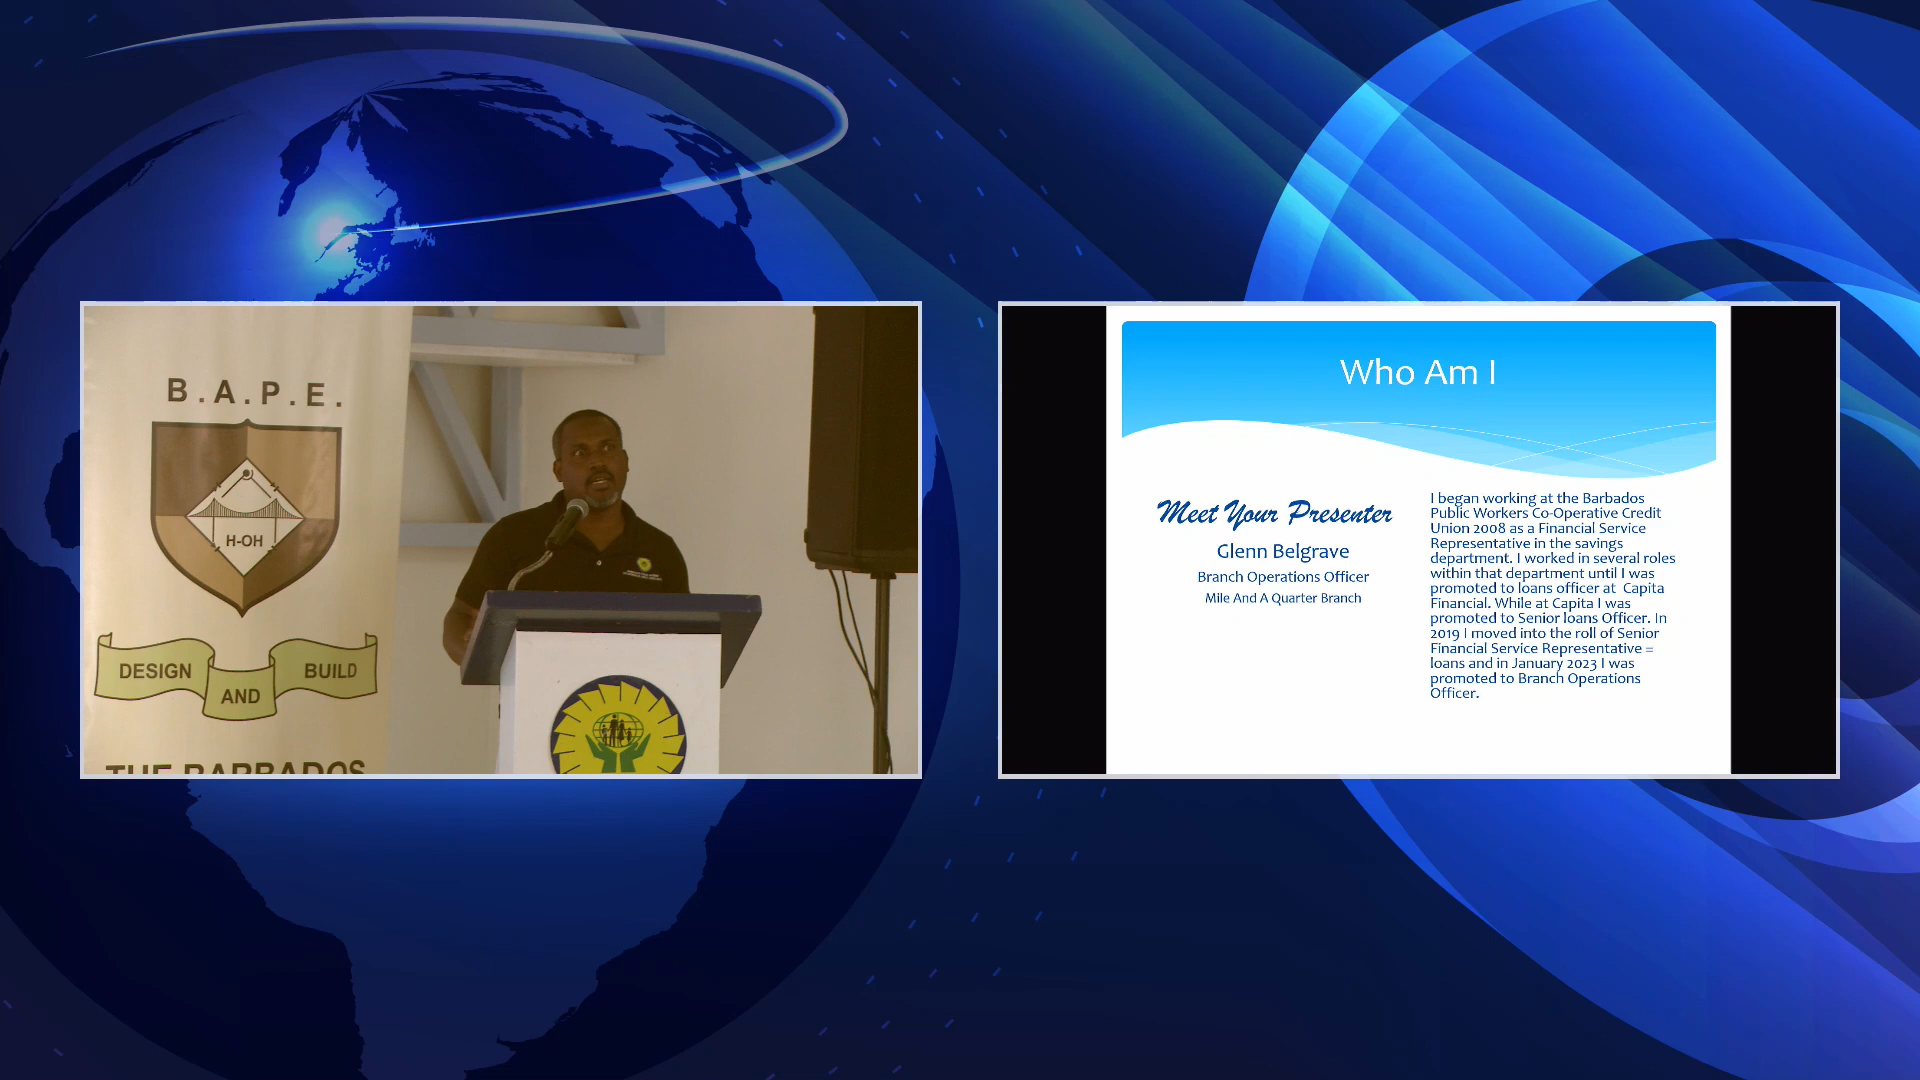 B.A.P.E.
H-OH
DESIGN
AND
BUILD
THE BARBADOS
Who Am I
Meet Your Presenter
Glenn Belgrave
Branch Operations Officer
Mile And A Quarter Branch
I began working at the Barbados
Public Workers Co-Operative Credit
Union 2008 as a Financial Service
Representative in the savings
department. I worked in several roles
within that department until I was
promoted to loans officer at Capita
Financial. While at Capita I was
promoted to Senior loans Officer. In
2019 I moved into the roll of Senior
Financial Service Representative =
loans and in January 2023 I was
promoted to Branch Operations
Officer.